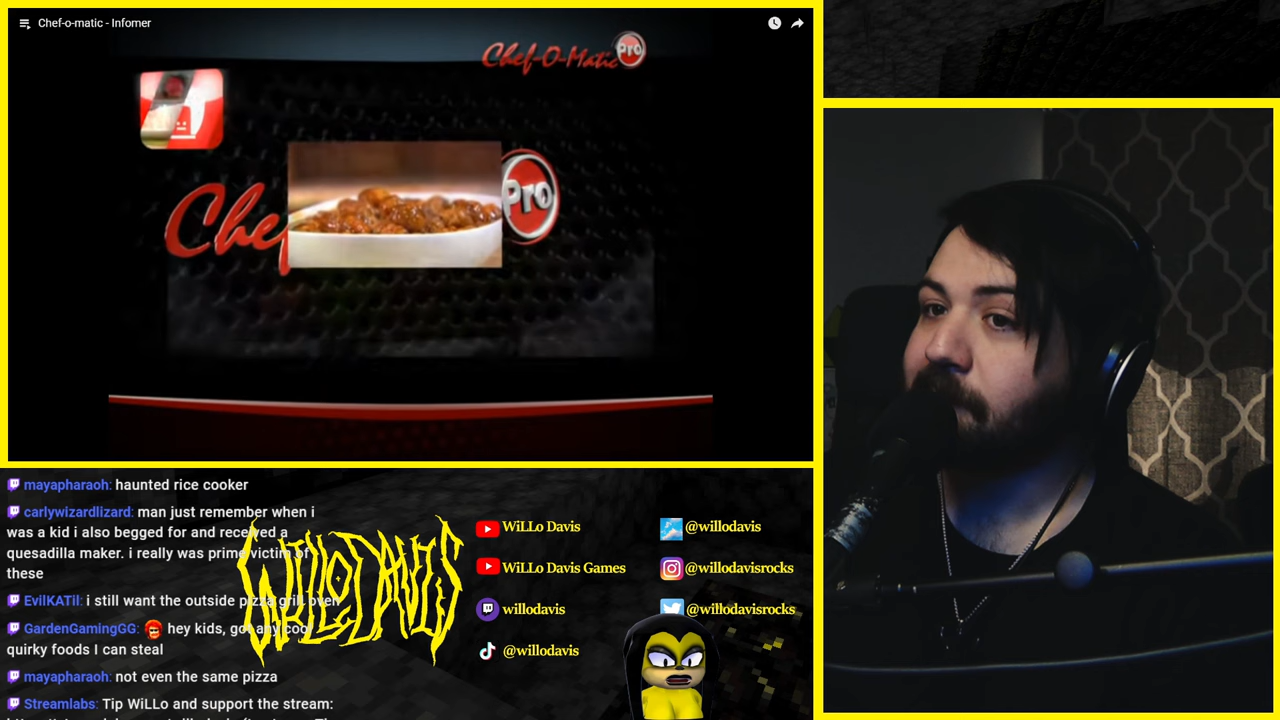 Chef-o-matic - Infomer
Chef-O-Matic Pro
Chef Pro
mayapharaoh: haunted rice cooker
carlywizardlizard: man just remember when i
was a kid i also begged for and received a
quesadilla maker. i really was prime victim of
these
EvilKATil: i still want the outside pizza grill oven
GardenGamingGG: hey kids, got any cool
quirky foods I can steal
mayapharaoh: not even the same pizza
Streamlabs: Tip WiLLo and support the stream:
WILLO DAVIS
WiLLo Davis
WiLLo Davis Games
willodavis
@willodavis
@willodavis
@willodavisrocks
@willodavisrocks